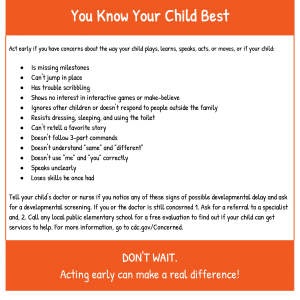 You Know Your Child Best
Act early if you have concerns about the way your child plays, learns, speaks, acts, or moves, or if your child:
• Is missing milestones
• Can't jump in place
• Has trouble scribbling
• Shows no interest in interactive games or make-believe
• Ignores other children or doesn't respond to people outside the family
• Resists dressing, sleeping, and using the toilet
• Can't retell a favorite story
• Doesn't follow 3-part commands
• Doesn't understand "same" and "different"
• Doesn't use "me" and "you" correctly
• Speaks unclearly
• Loses skills he once had
Tell your child's doctor or nurse if you notice any of these signs of possible developmental delay and ask
for a developmental screening. If you or the doctor is still concerned 1. Ask for a referral to a specialist
and, 2. Call any local public elementary school for a free evaluation to find out if your child can get
services to help. For more information, go to cdc.gov/Concerned.
DON'T WAIT.
Acting early can make a real difference!